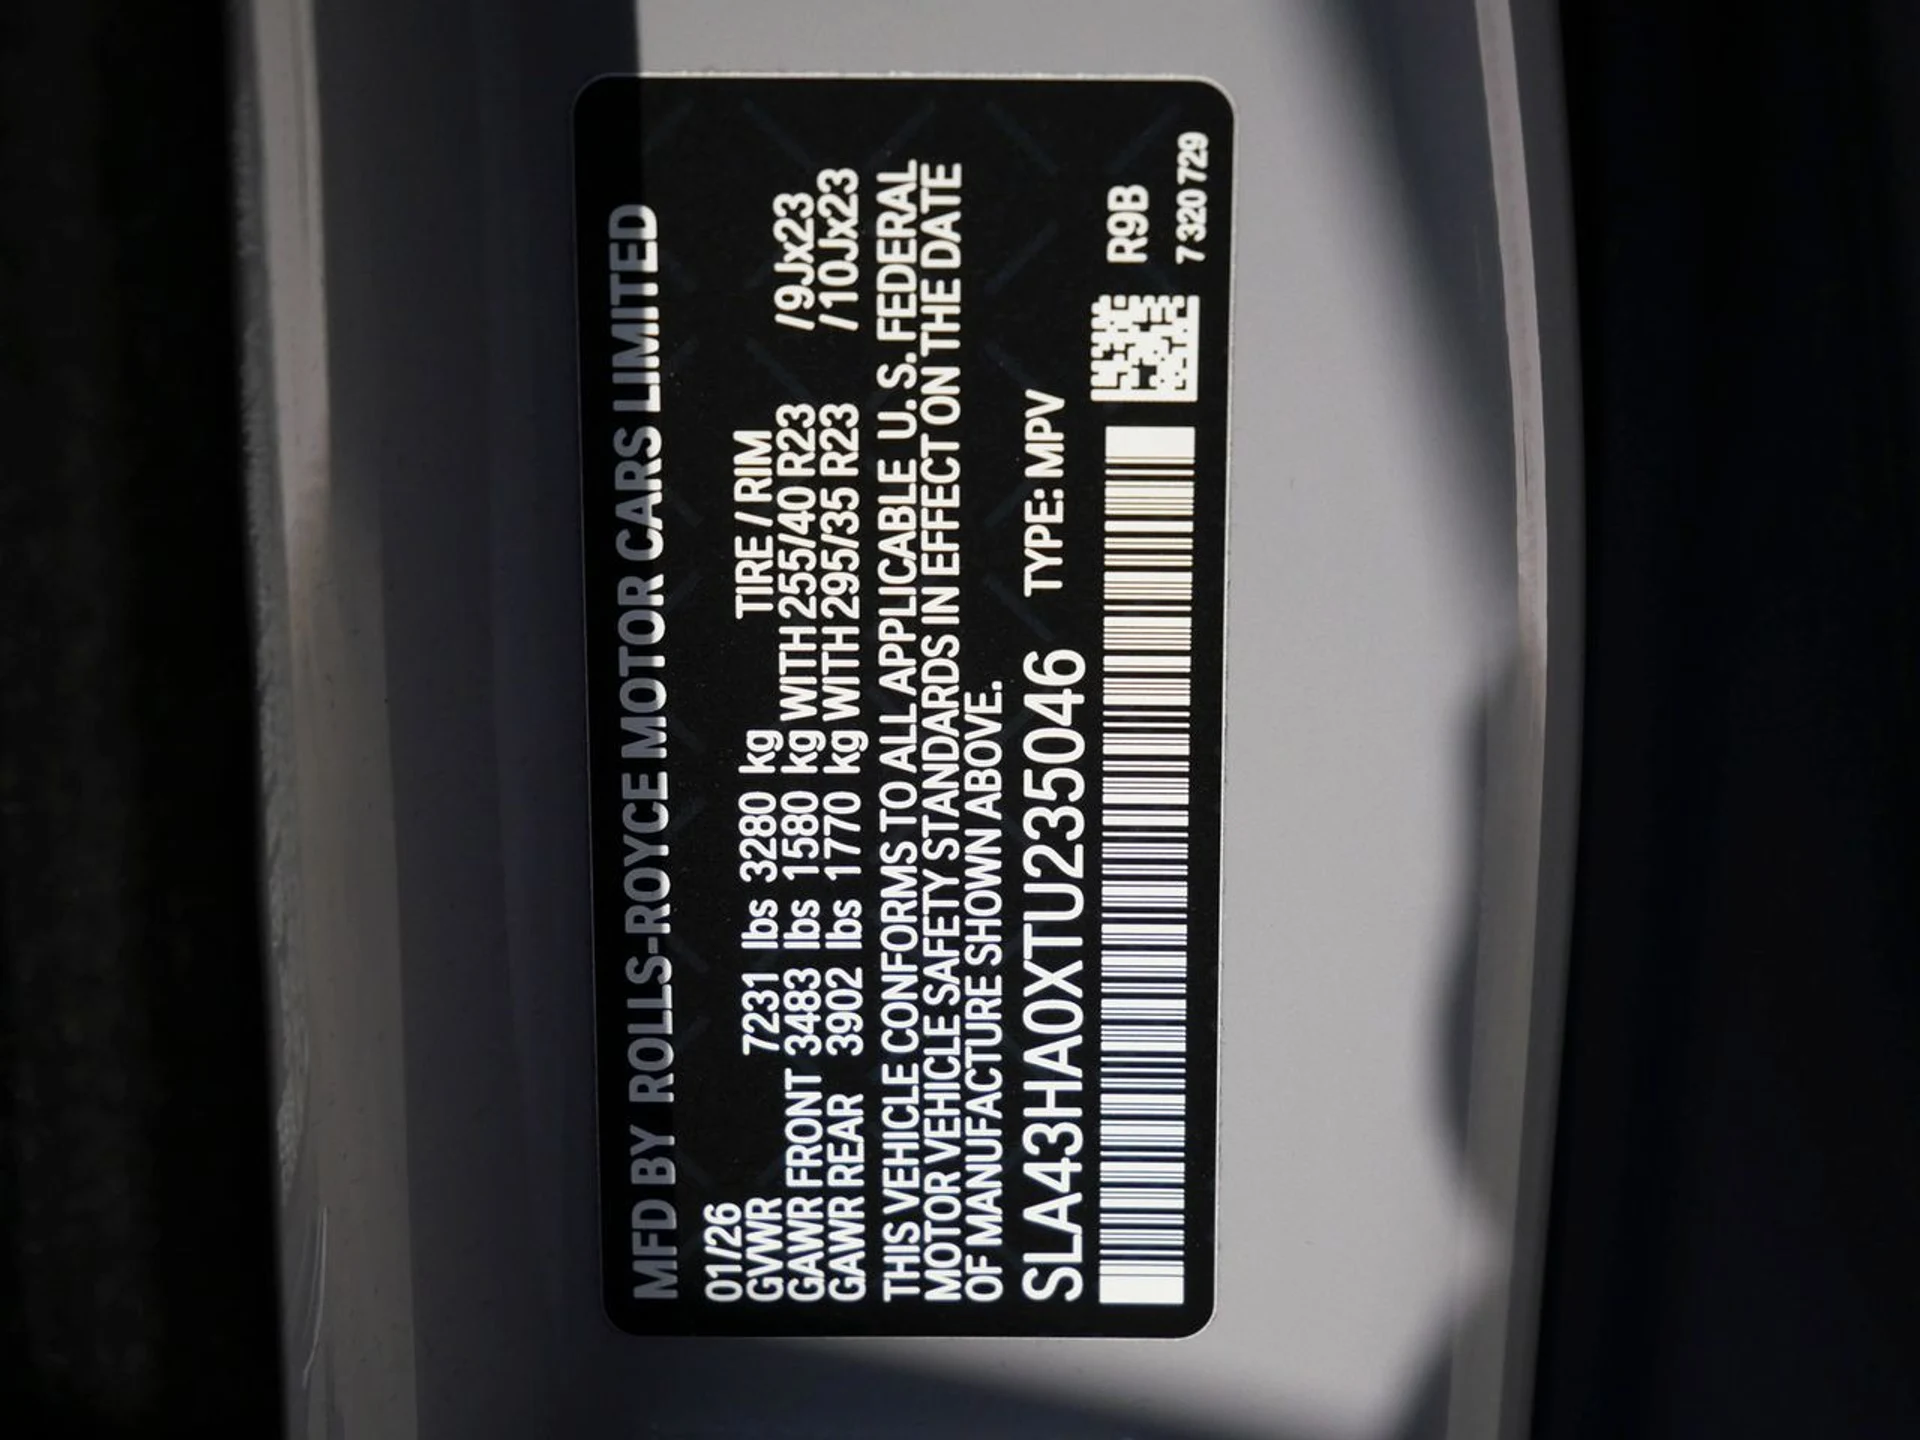 MFD BY ROLLS-ROYCE MOTOR CARS LIMITED
01/26 TIRE / RIM
GVWR 7231 lbs 3280 kg
GAWR FRONT 3483 lbs 1580 kg WITH 255/40 R23 /9Jx23
GAWR REAR 3902 lbs 1770 kg WITH 295/35 R23 /10Jx23
THIS VEHICLE CONFORMS TO ALL APPLICABLE U.S. FEDERAL
MOTOR VEHICLE SAFETY STANDARDS IN EFFECT ON THE DATE
OF MANUFACTURE SHOWN ABOVE.
SLA43HA0XTU235046 TYPE: MPV
R9B
7 320 729